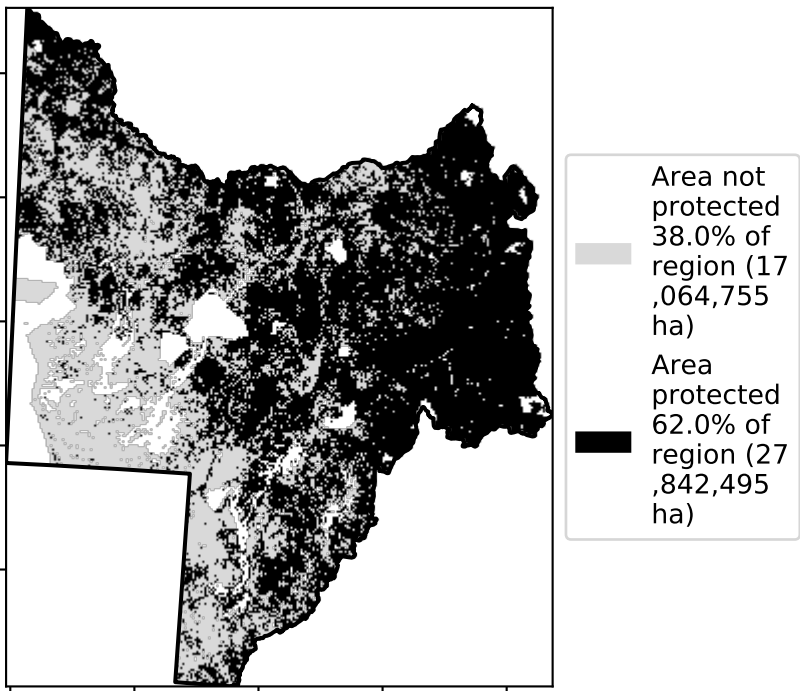 Area not
protected
38.0% of
region (17
,064,755
ha)
Area
protected
62.0% of
region (27
,842,495
ha)